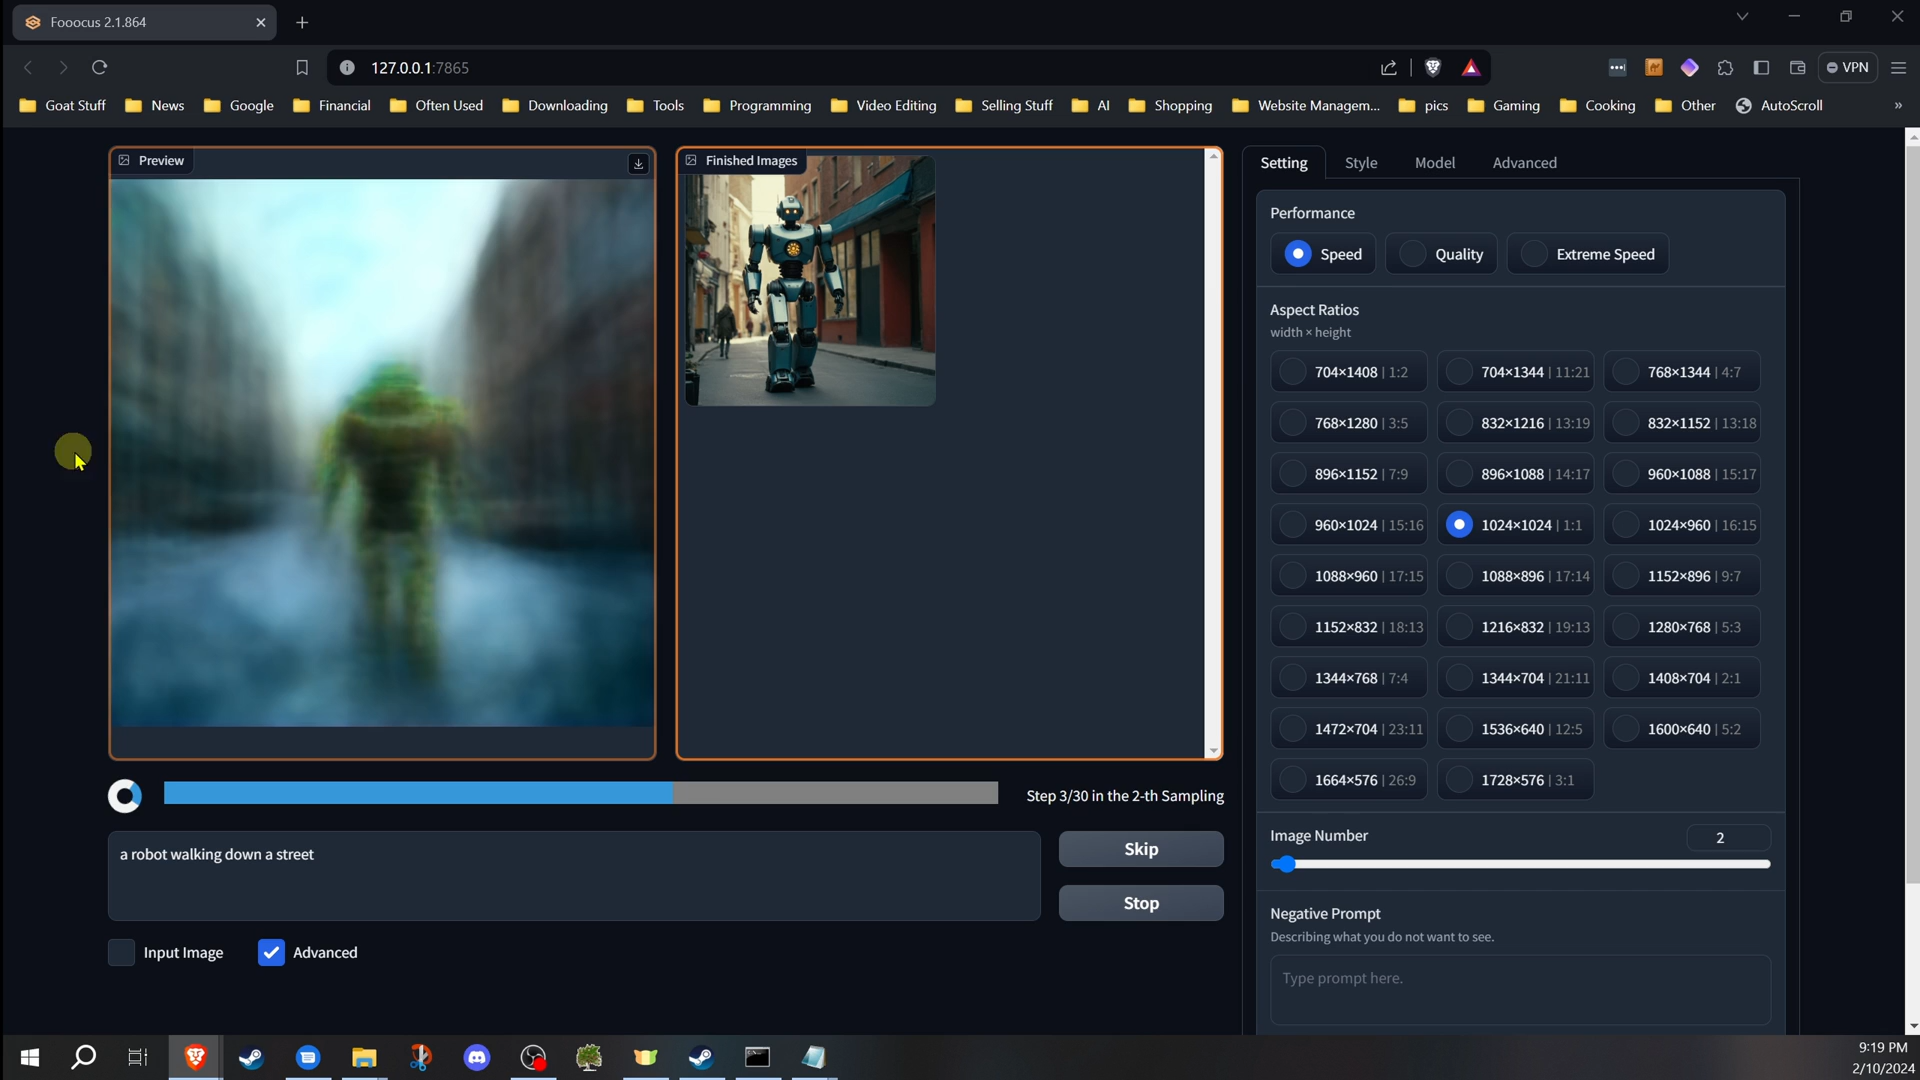 Fooocus 2.1.864
127.0.0.1:7865
VPN
Goat Stuff
News
Google
Financial
Often Used
Downloading
Tools
Programming
Video Editing
Selling Stuff
AI
Shopping
Website Managem...
pics
Gaming
Cooking
Other
AutoScroll
»
Preview
Finished Images
Setting
Style
Model
Advanced
Performance
Speed
Quality
Extreme Speed
Aspect Ratios
width × height
704×1408 | 1:2
704×1344 | 11:21
768×1344 | 4:7
768×1280 | 3:5
832×1216 | 13:19
832×1152 | 13:18
896×1152 | 7:9
896×1088 | 14:17
960×1088 | 15:17
960×1024 | 15:16
1024×1024 | 1:1
1024×960 | 16:15
1088×960 | 17:15
1088×896 | 17:14
1152×896 | 9:7
1152×832 | 18:13
1216×832 | 19:13
1280×768 | 5:3
1344×768 | 7:4
1344×704 | 21:11
1408×704 | 2:1
1472×704 | 23:11
1536×640 | 12:5
1600×640 | 5:2
1664×576 | 26:9
1728×576 | 3:1
Step 3/30 in the 2-th Sampling
a robot walking down a street
Skip
Stop
Input Image
Advanced
Image Number
2
Negative Prompt
Describing what you do not want to see.
Type prompt here.
9:19 PM
2/10/2024